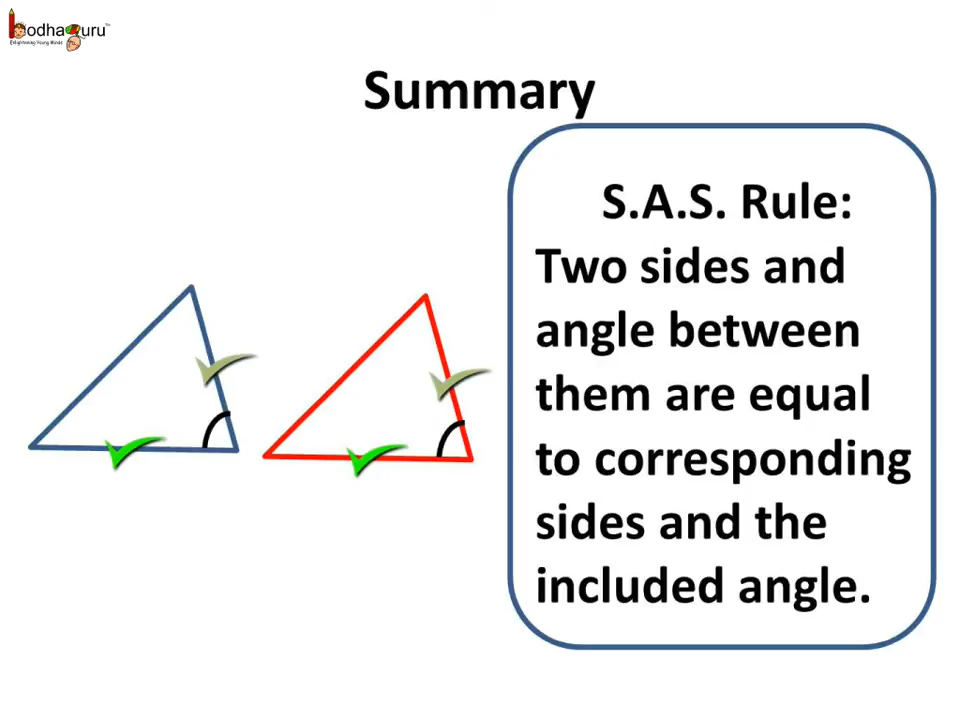 BodhaGuru™
Enlightening Young Minds
Summary
S.A.S. Rule:
Two sides and
angle between
them are equal
to corresponding
sides and the
included angle.